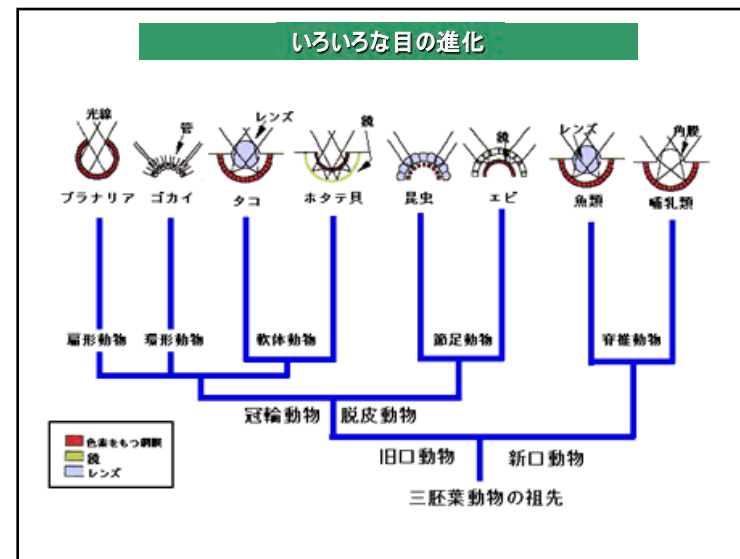 いろいろな目の進化
光線
管
レンズ
鏡
鏡
レンズ
角膜
プラナリア ゴカイ タコ ホタテ貝 昆虫 エビ 魚類 哺乳類
扁形動物 環形動物 軟体動物 節足動物 脊椎動物
冠輪動物 脱皮動物
旧口動物 新口動物
三胚葉動物の祖先
色素をもつ網膜
鏡
レンズ